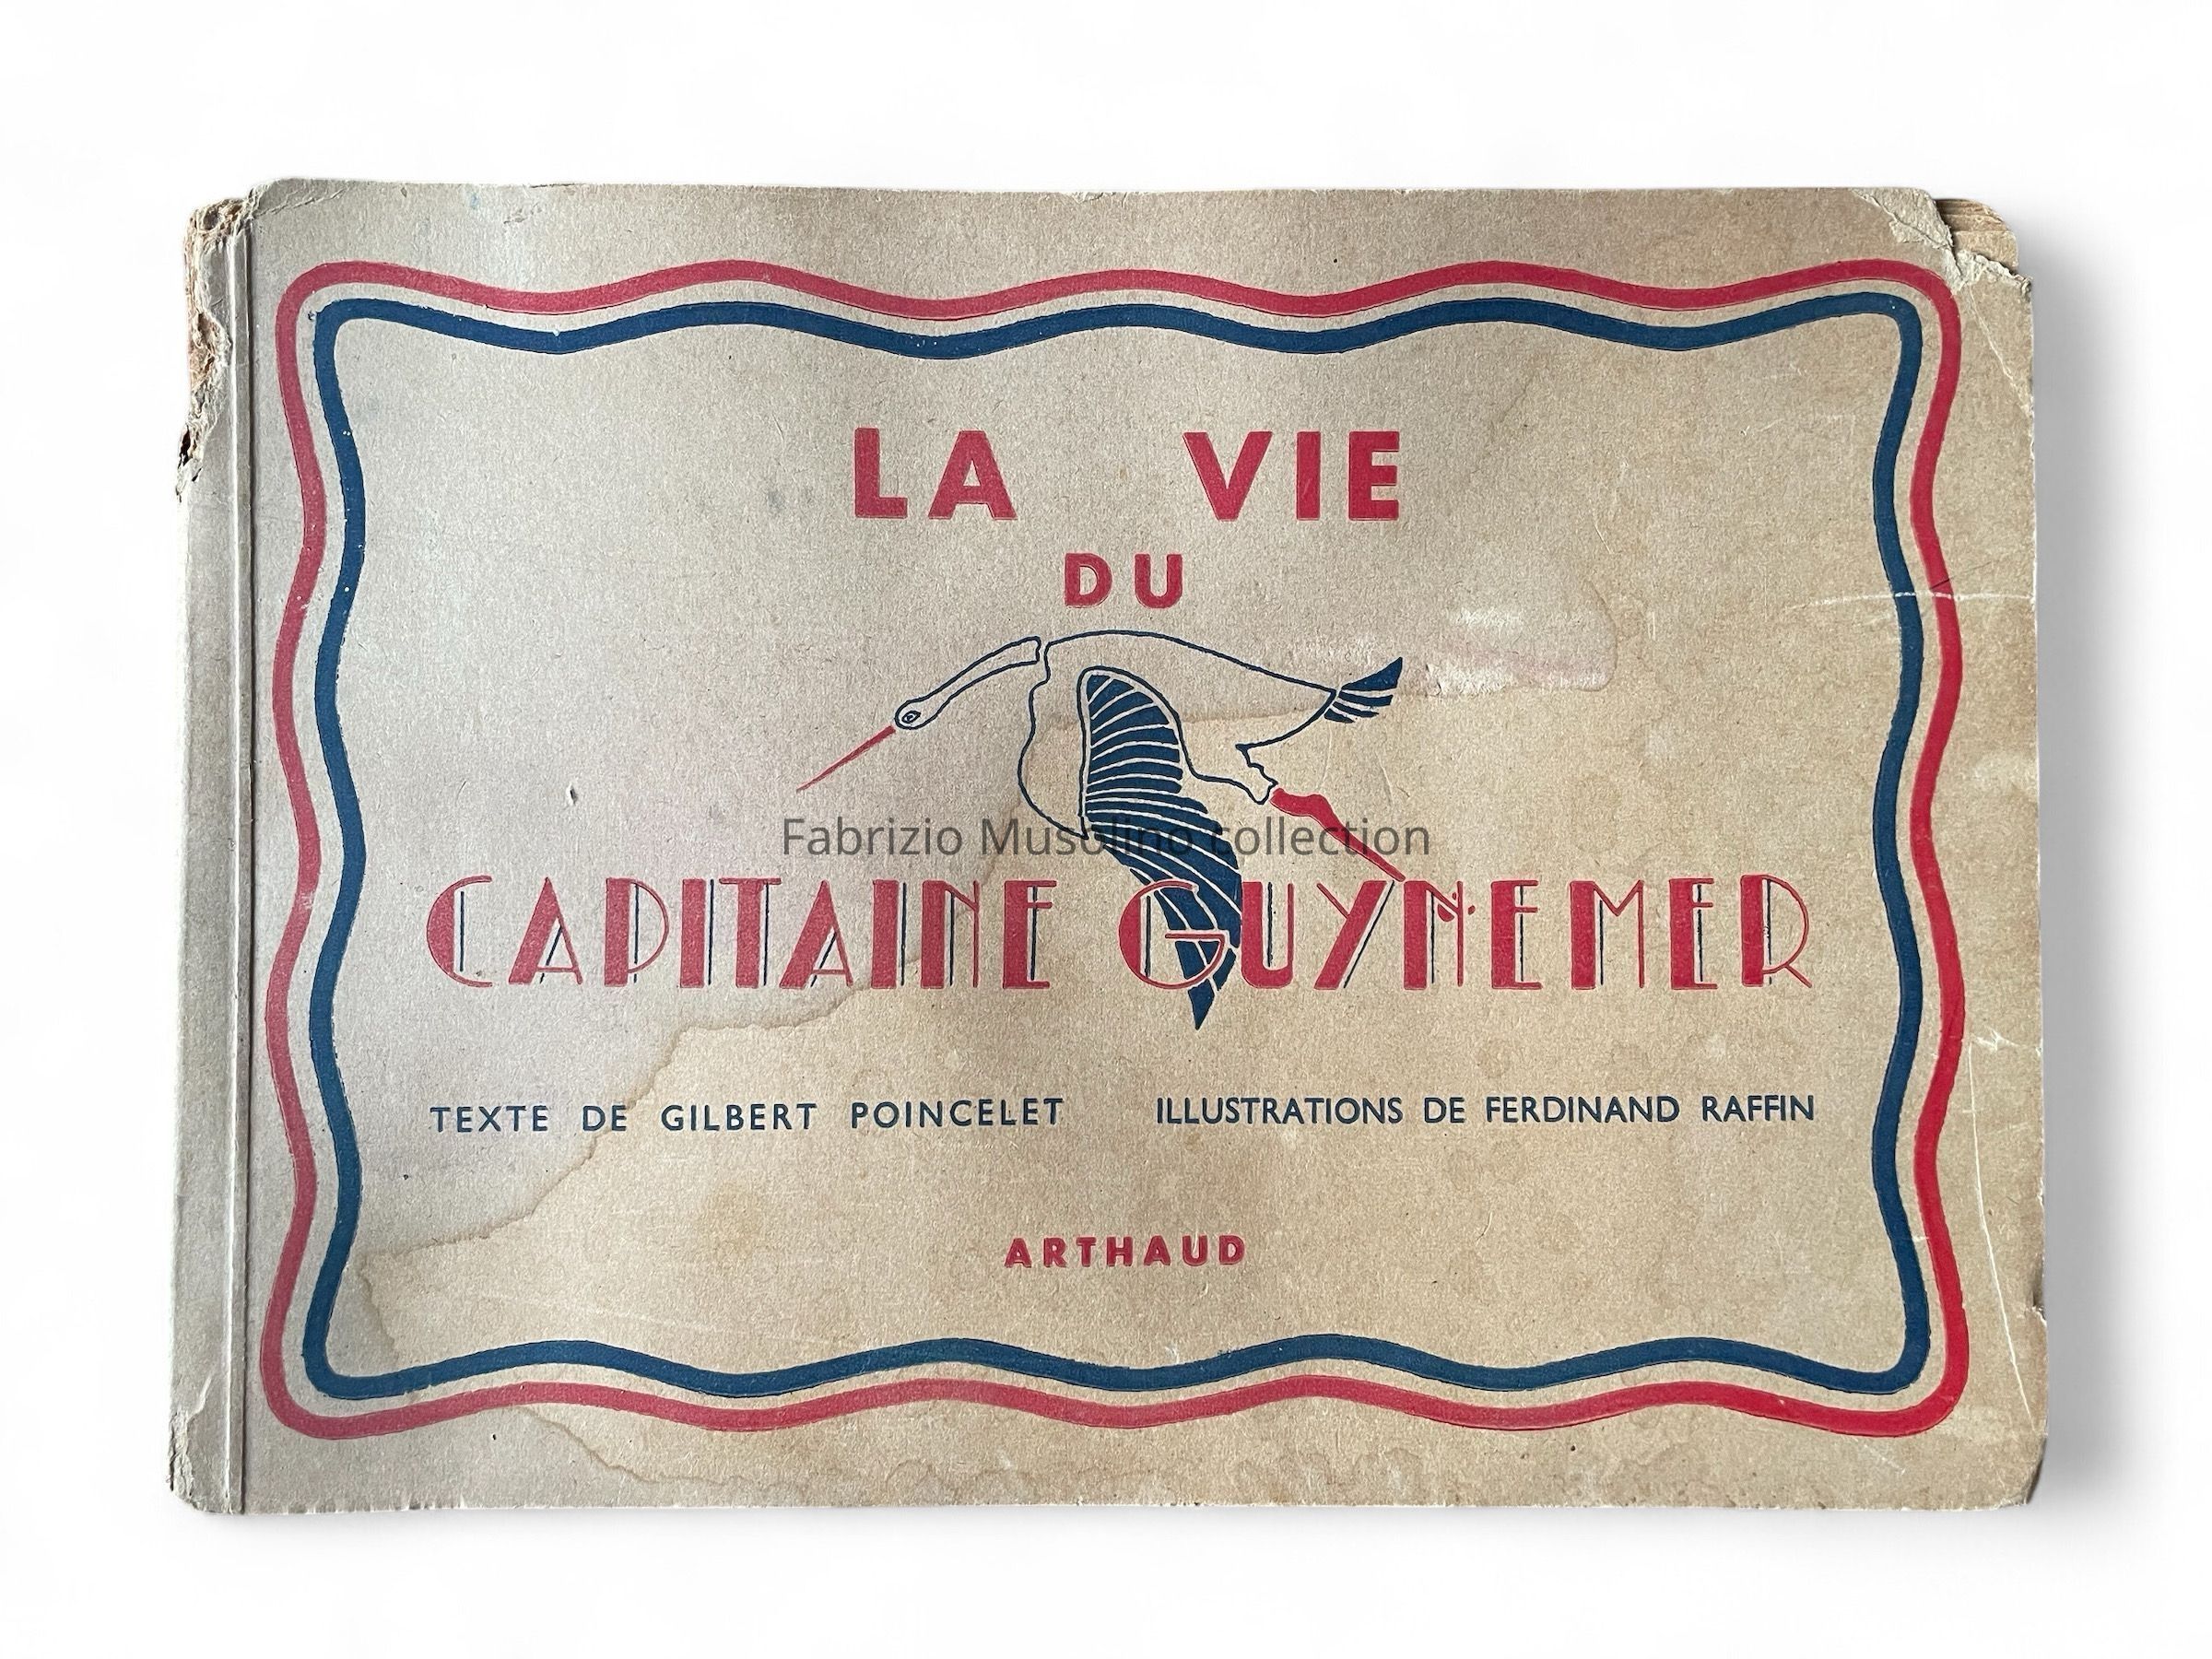 LA VIE
DU
Fabrizio Musolino collection
CAPITAINE GUYNEMER
TEXTE DE GILBERT POINCELET ILLUSTRATIONS DE FERDINAND RAFFIN
ARTHAUD